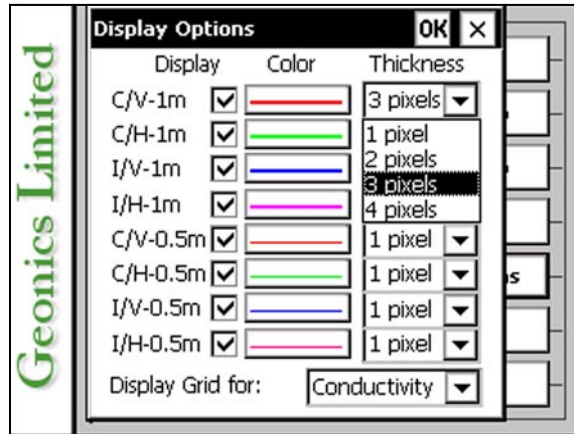 Geonics Limited
Display Options OK ×
Display Color Thickness
C/V-1m 3 pixels
C/H-1m 1 pixel
I/V-1m 2 pixels
3 pixels
I/H-1m 4 pixels
C/V-0.5m 1 pixel
C/H-0.5m 1 pixel
I/V-0.5m 1 pixel
I/H-0.5m 1 pixel
Display Grid for: Conductivity